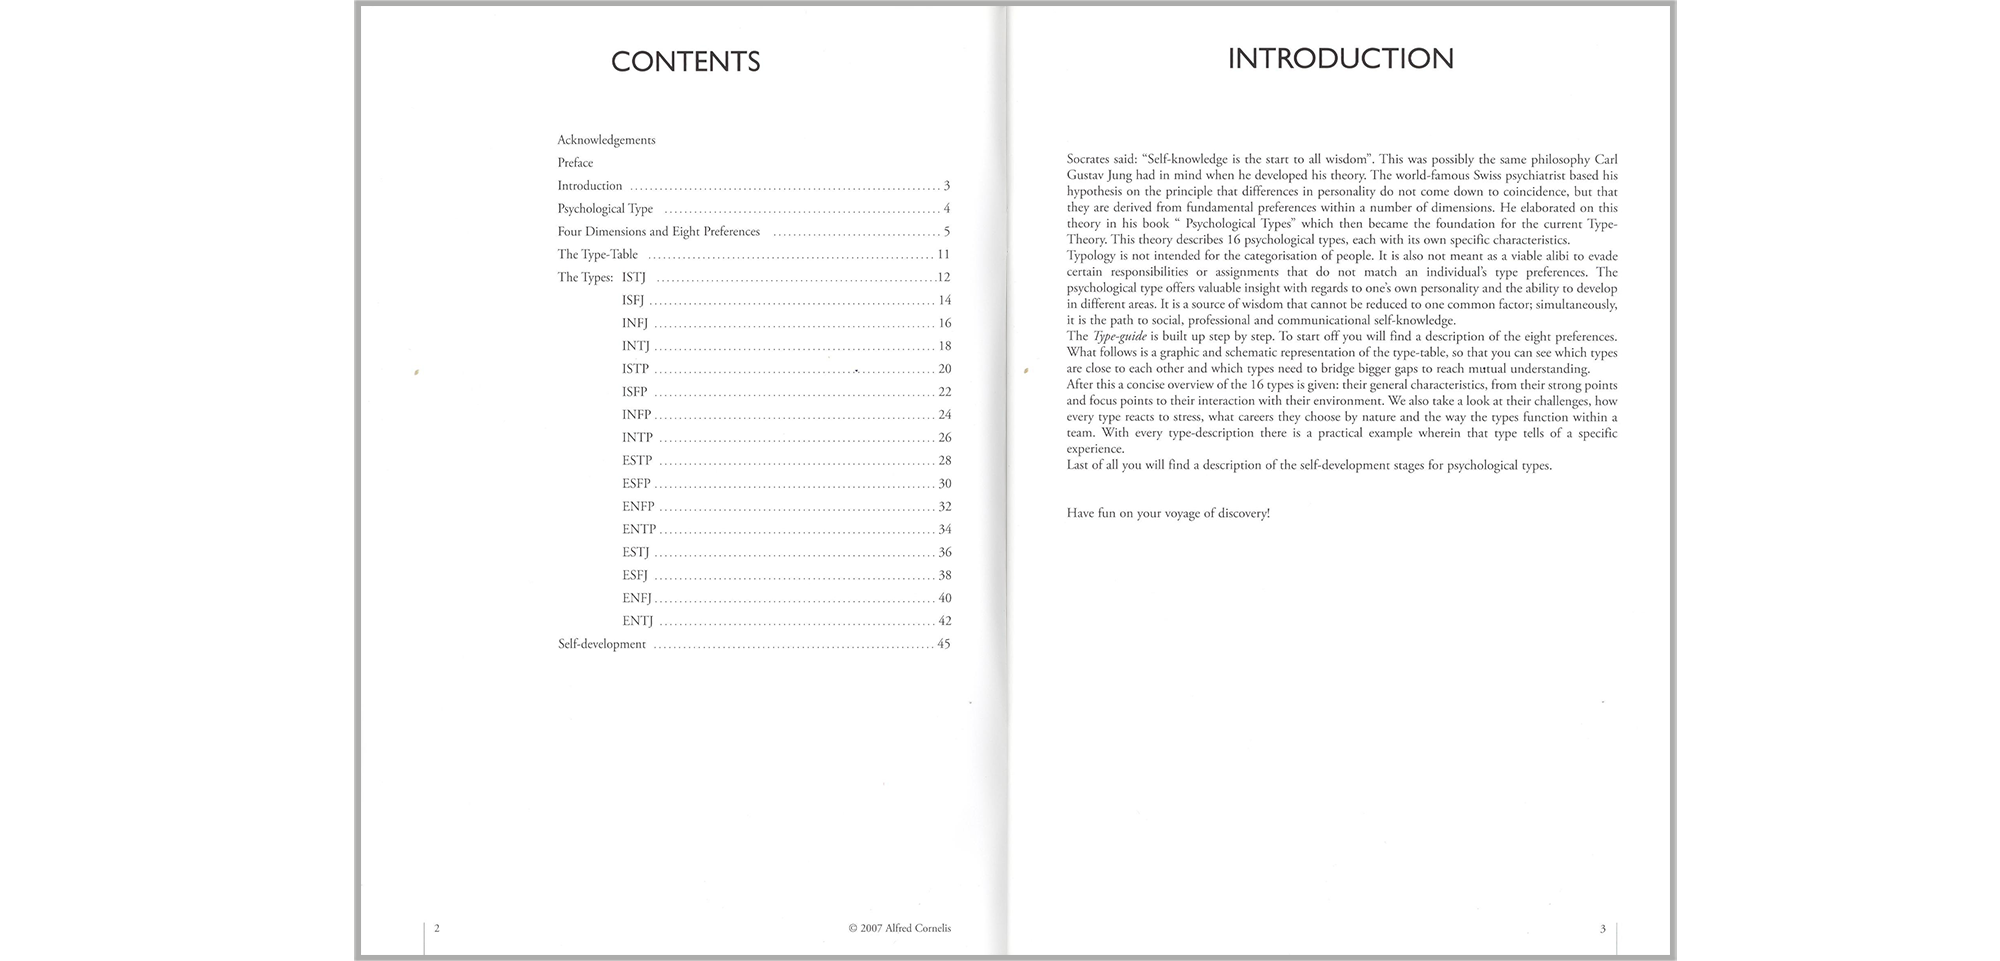 CONTENTS
Acknowledgements
Preface
Introduction ........ 3
Psychological Type ........ 4
Four Dimensions and Eight Preferences ........ 5
The Type-Table ........ 11
The Types: ISTJ ........ 12
ISFJ ........ 14
INFJ ........ 16
INTJ ........ 18
ISTP ........ 20
ISFP ........ 22
INFP ........ 24
INTP ........ 26
ESTP ........ 28
ESFP ........ 30
ENFP ........ 32
ENTP ........ 34
ESTJ ........ 36
ESFJ ........ 38
ENFJ ........ 40
ENTJ ........ 42
Self-development ........ 45
2
© 2007 Alfred Cornelis
INTRODUCTION
Socrates said: “Self-knowledge is the start to all wisdom”. This was possibly the same philosophy Carl
Gustav Jung had in mind when he developed his theory. The world-famous Swiss psychiatrist based his
hypothesis on the principle that differences in personality do not come down to coincidence, but that
they are derived from fundamental preferences within a number of dimensions. He elaborated on this
theory in his book “ Psychological Types” which then became the foundation for the current Type-
Theory. This theory describes 16 psychological types, each with its own specific characteristics.
Typology is not intended for the categorisation of people. It is also not meant as a viable alibi to evade
certain responsibilities or assignments that do not match an individual’s type preferences. The
psychological type offers valuable insight with regards to one’s own personality and the ability to develop
in different areas. It is a source of wisdom that cannot be reduced to one common factor; simultaneously,
it is the path to social, professional and communicational self-knowledge.
The Type-guide is built up step by step. To start off you will find a description of the eight preferences.
What follows is a graphic and schematic representation of the type-table, so that you can see which types
are close to each other and which types need to bridge bigger gaps to reach mutual understanding.
After this a concise overview of the 16 types is given: their general characteristics, from their strong points
and focus points to their interaction with their environment. We also take a look at their challenges, how
every type reacts to stress, what careers they choose by nature and the way the types function within a
team. With every type-description there is a practical example wherein that type tells of a specific
experience.
Last of all you will find a description of the self-development stages for psychological types.
Have fun on your voyage of discovery!
3